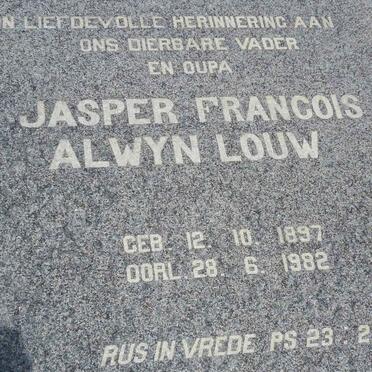 IN LIEFDEVOLLE HERINNERING AAN
ONS DIERBARE VADER
EN OUPA
JASPER FRANCOIS
ALWYN LOUW
GEB. 12. 10. 1897
OORL. 28. 6. 1982
RUS IN VREDE PS 23:2